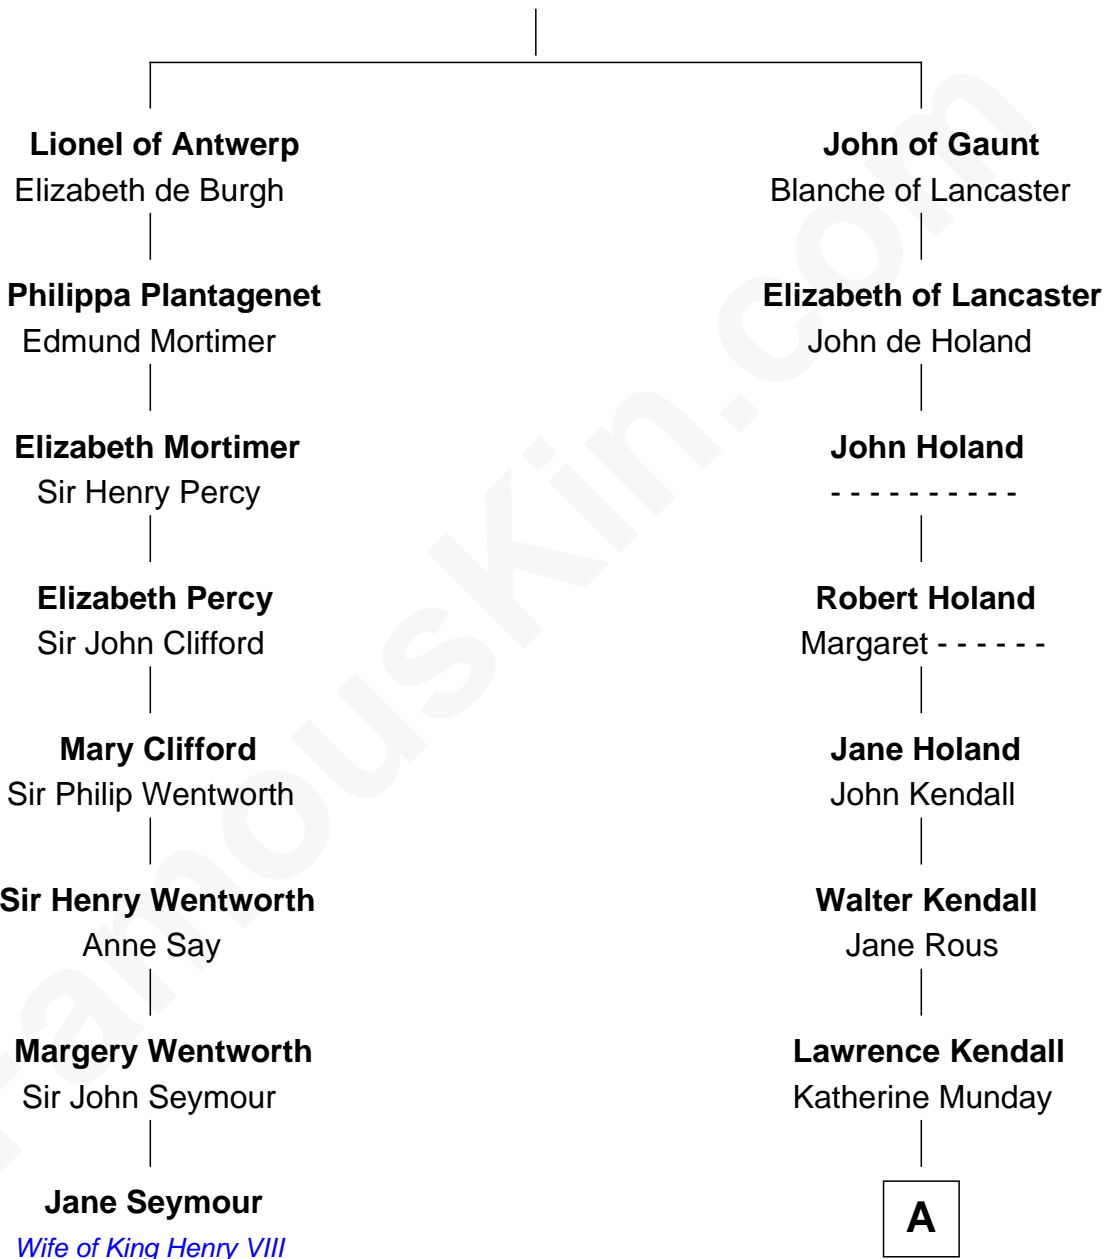 Lionel of Antwerp
Elizabeth de Burgh
Philippa Plantagenet
Edmund Mortimer
Elizabeth Mortimer
Sir Henry Percy
Elizabeth Percy
Sir John Clifford
Mary Clifford
Sir Philip Wentworth
Sir Henry Wentworth
Anne Say
Margery Wentworth
Sir John Seymour
Jane Seymour
Wife of King Henry VIII
John of Gaunt
Blanche of Lancaster
Elizabeth of Lancaster
John de Holand
John Holand
- - - - - - - - - -
Robert Holand
Margaret - - - - - -
Jane Holand
John Kendall
Walter Kendall
Jane Rous
Lawrence Kendall
Katherine Munday
A
FamousKin.com